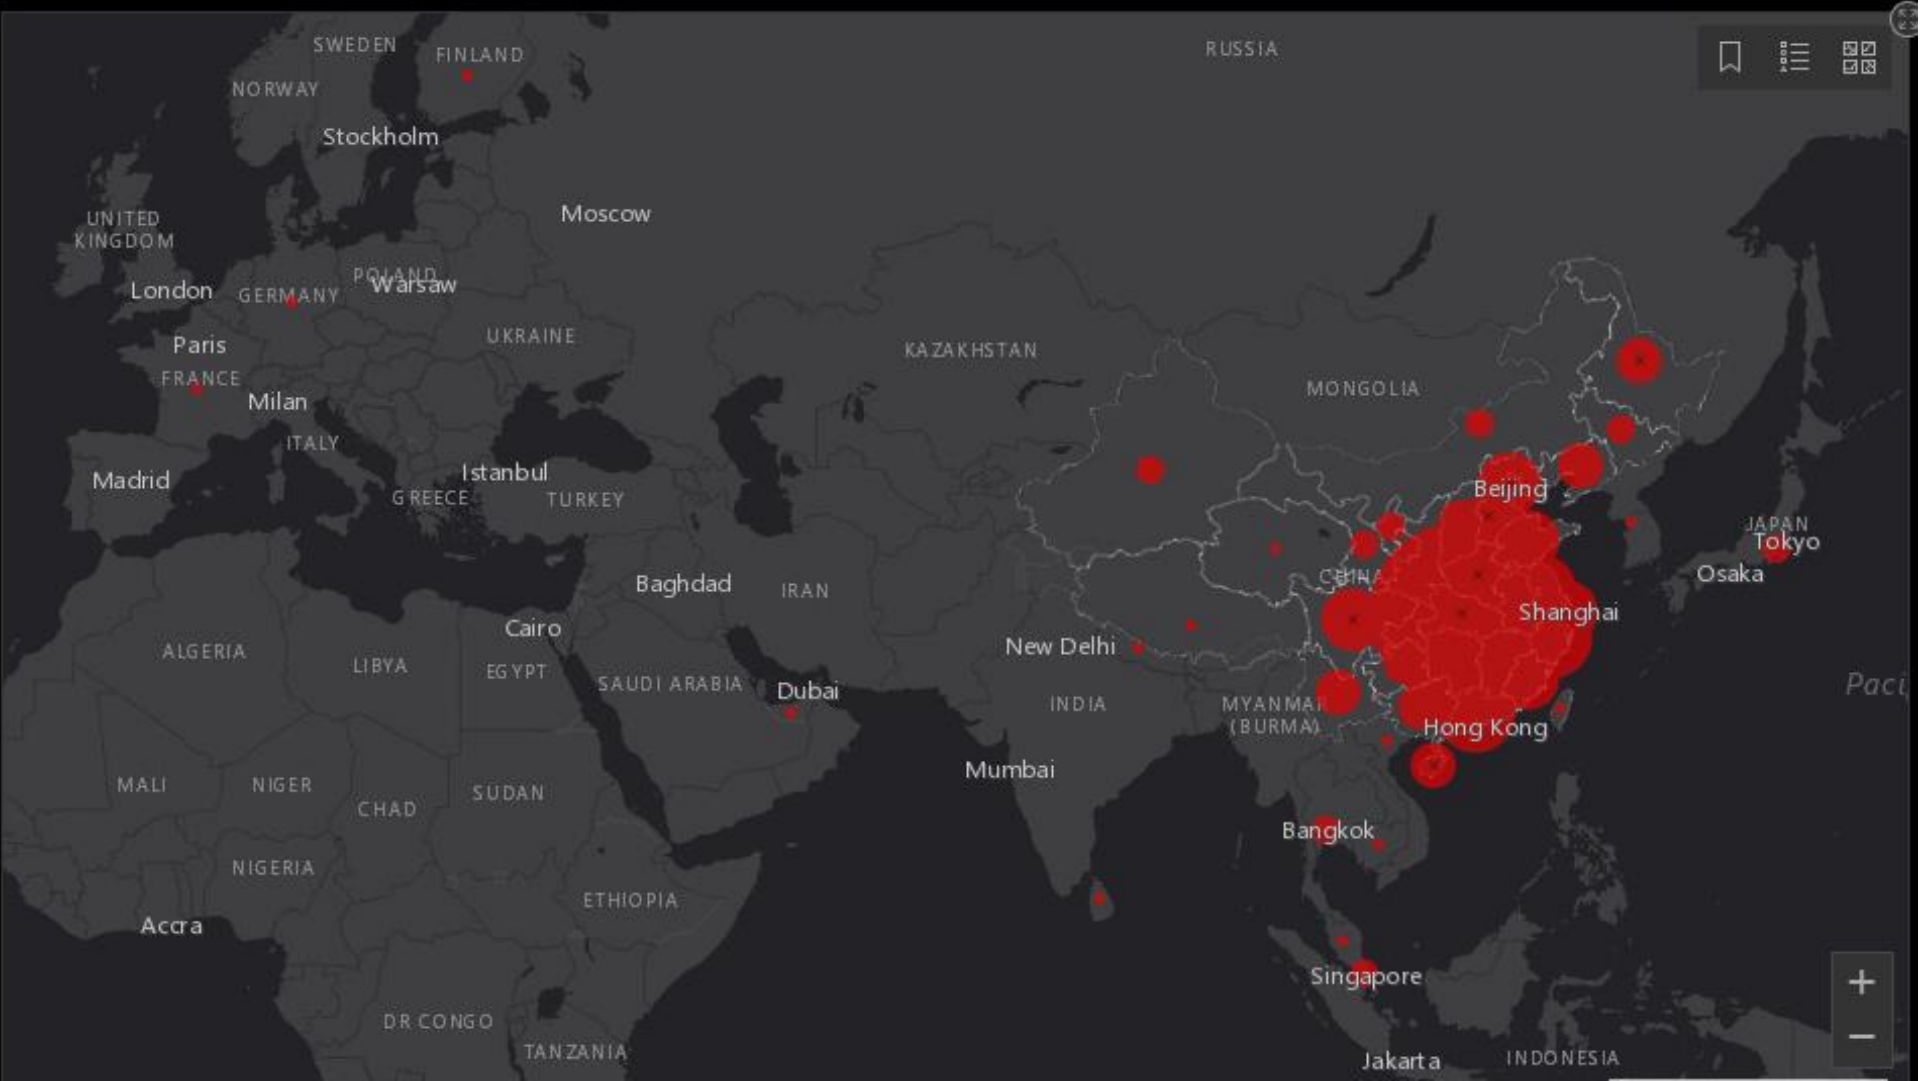 SWEDEN
FINLAND
RUSSIA
NORWAY
Stockholm
Moscow
UNITED
KINGDOM
POLAND
Warsaw
London
GERMANY
UKRAINE
Paris
KAZAKHSTAN
FRANCE
MONGOLIA
Milan
ITALY
Istanbul
Madrid
GREECE
TURKEY
Beijing
JAPAN
Tokyo
Osaka
CHINA
Baghdad
IRAN
Shanghai
Cairo
New Delhi
ALGERIA
LIBYA
EGYPT
SAUDI ARABIA
Dubai
Paci
INDIA
MYANMAR
(BURMA)
Hong Kong
Mumbai
MALI
NIGER
SUDAN
CHAD
Bangkok
NIGERIA
ETHIOPIA
Accra
Singapore
DR CONGO
TANZANIA
Jakarta
INDONESIA